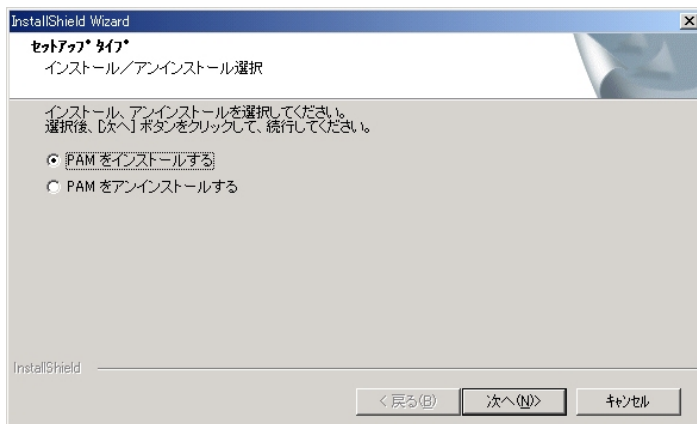 InstallShield Wizard
セットアップ タイプ
インストール／アンインストール選択
インストール、アンインストールを選択してください。
選択後、[次へ] ボタンをクリックして、続行してください。
PAM をインストールする
PAM をアンインストールする
InstallShield
< 戻る(B)
次へ(N)>
キャンセル